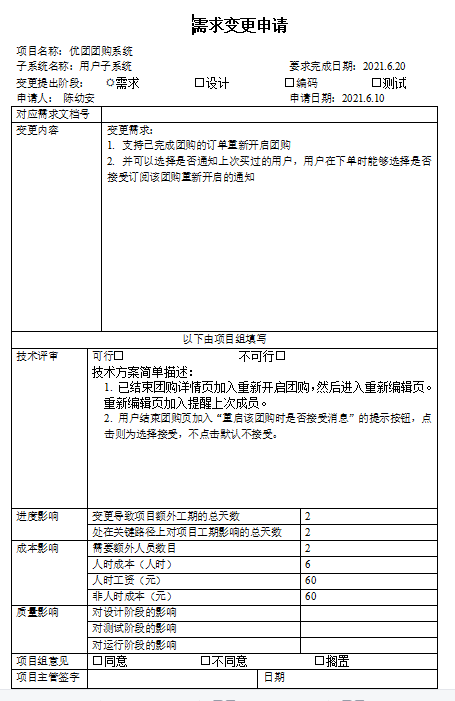 需求变更申请
项目名称：优团团购系统
子系统名称：用户子系统 要求完成日期：2021.6.20
变更提出阶段： ○需求 □设计 □编码 □测试
申请人： 陈幼安 申请日期：2021.6.10
对应需求文档号
变更内容 变更需求：
1. 支持已完成团购的订单重新开启团购
2. 并可以选择是否通知上次买过的用户，用户在下单时能够选择是否
接受订阅该团购重新开启的通知
以下由项目组填写
技术评审 可行□ 不可行□
技术方案简单描述：
1. 已结束团购详情页加入重新开启团购，然后进入重新编辑页。
重新编辑页加入提醒上次成员。
2. 用户结束团购页加入“重启该团购时是否接受消息”的提示按钮，点
击则为选择接受，不点击默认不接受。
进度影响 变更导致项目额外工期的总天数 2
处在关键路径上对项目工期影响的总天数 2
成本影响 需要额外人员数目 2
人时成本（人时） 6
人时工资（元） 60
非人时成本（元） 60
质量影响 对设计阶段的影响
对测试阶段的影响
对运行阶段的影响
项目组意见 □同意 □不同意 □搁置
项目主管签字 日期